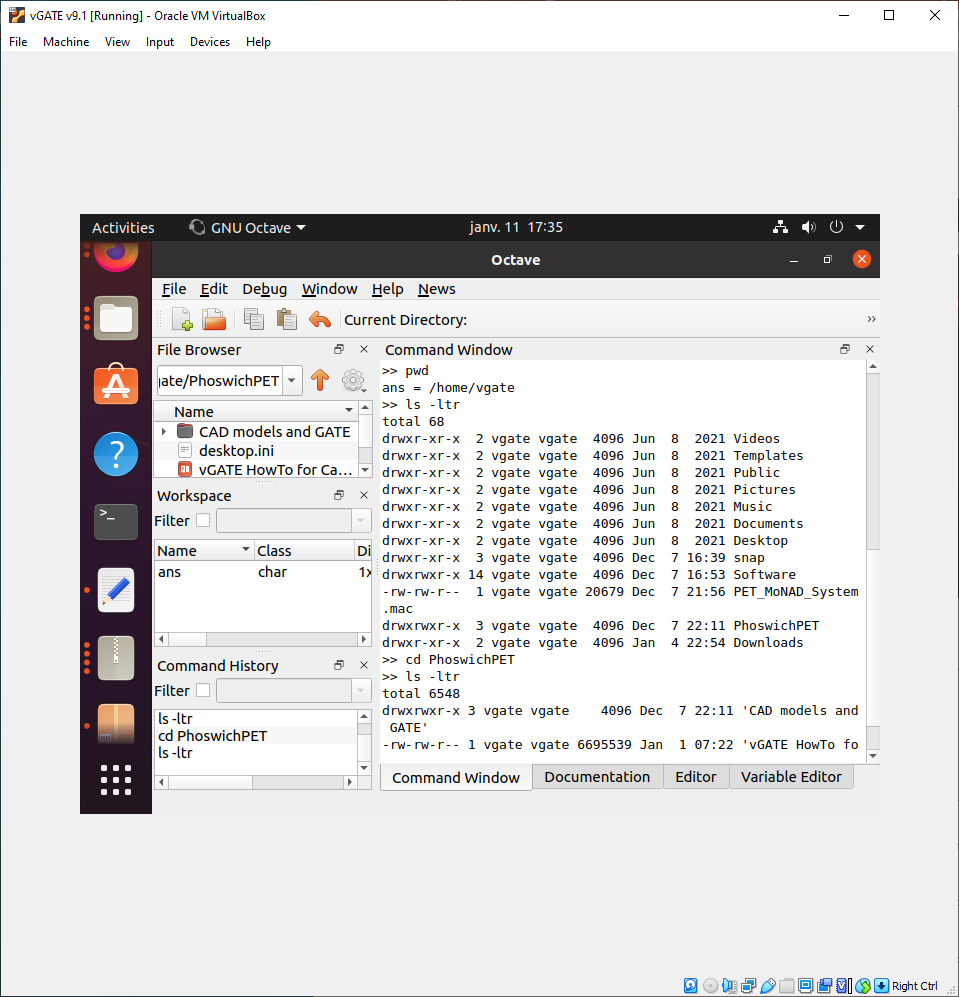 vGATE v9.1 [Running] - Oracle VM VirtualBox
File Machine View Input Devices Help
Activities GNU Octave janv. 11 17:35
Octave
File Edit Debug Window Help News
Current Directory:
File Browser
ate/PhoswichPET
Name
CAD models and GATE
desktop.ini
vGATE HowTo for Ca...
Workspace
Filter
Name Class Di
ans char 1x
Command History
Filter
ls -ltr
cd PhoswichPET
ls -ltr
Command Window
>> pwd
ans = /home/vgate
>> ls -ltr
total 68
drwxr-xr-x  2 vgate vgate  4096 Jun  8  2021 Videos
drwxr-xr-x  2 vgate vgate  4096 Jun  8  2021 Templates
drwxr-xr-x  2 vgate vgate  4096 Jun  8  2021 Public
drwxr-xr-x  2 vgate vgate  4096 Jun  8  2021 Pictures
drwxr-xr-x  2 vgate vgate  4096 Jun  8  2021 Music
drwxr-xr-x  2 vgate vgate  4096 Jun  8  2021 Documents
drwxr-xr-x  2 vgate vgate  4096 Jun  8  2021 Desktop
drwxr-xr-x  3 vgate vgate  4096 Dec  7 16:39 snap
drwxrwxr-x 14 vgate vgate  4096 Dec  7 16:53 Software
-rw-rw-r--  1 vgate vgate 20679 Dec  7 21:56 PET_MoNAD_System
.mac
drwxrwxr-x  3 vgate vgate  4096 Dec  7 22:11 PhoswichPET
drwxr-xr-x  2 vgate vgate  4096 Jan  4 22:54 Downloads
>> cd PhoswichPET
>> ls -ltr
total 6548
drwxrwxr-x 3 vgate vgate    4096 Dec  7 22:11 'CAD models and
 GATE'
-rw-rw-r-- 1 vgate vgate 6695539 Jan  1 07:22 'vGATE HowTo fo
Command Window Documentation Editor Variable Editor
Right Ctrl